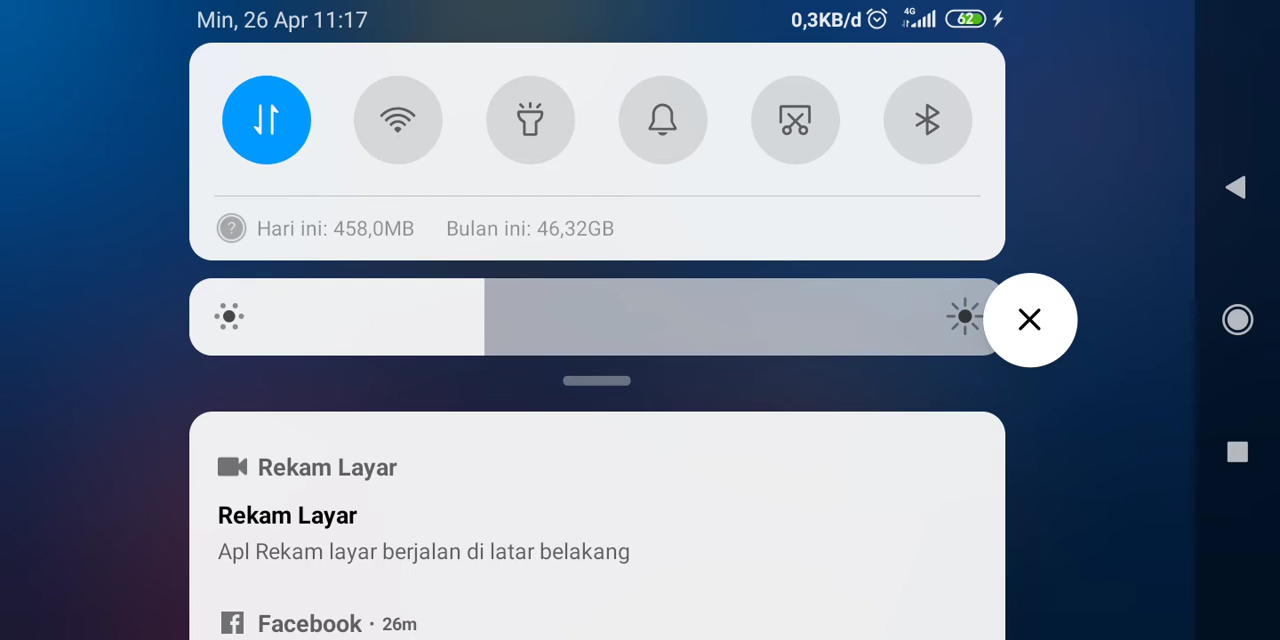 Min, 26 Apr 11:17
0,3KB/d 4G 62
? Hari ini: 458,0MB Bulan ini: 46,32GB
Rekam Layar
Rekam Layar
Apl Rekam layar berjalan di latar belakang
Facebook · 26m